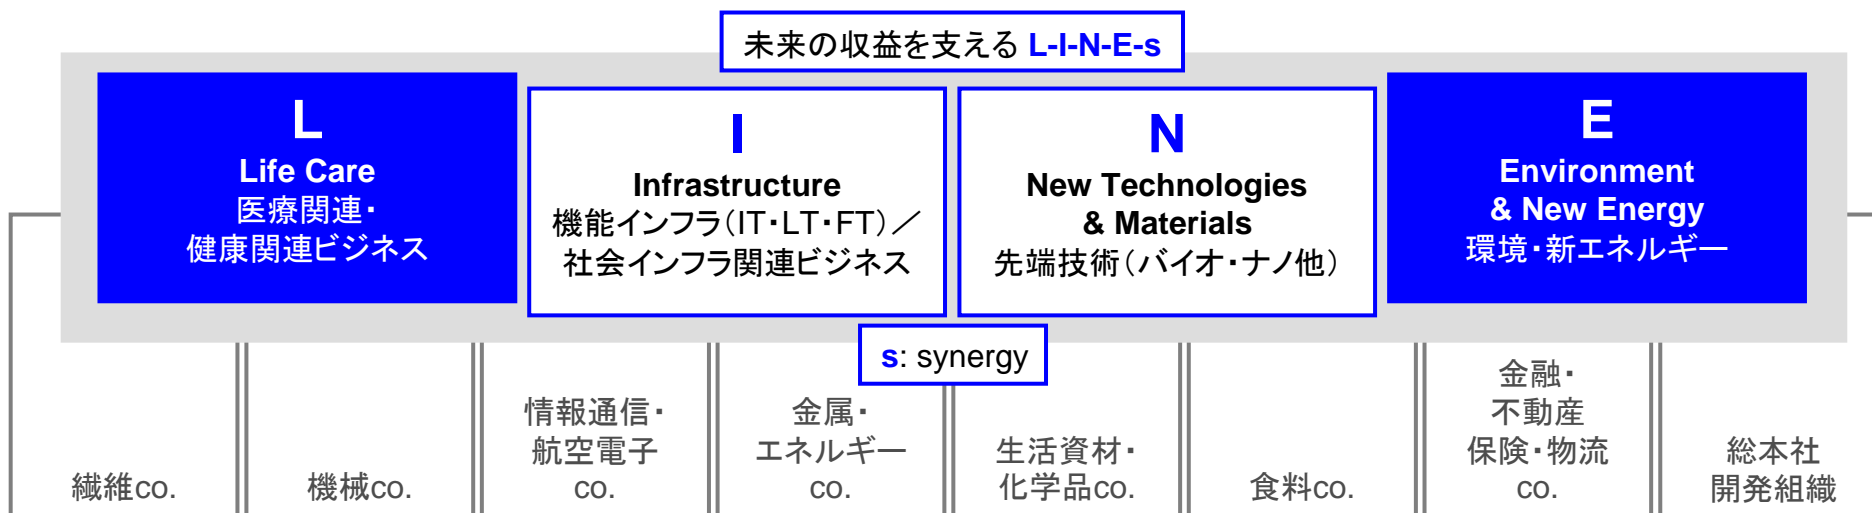 未来の収益を支える L-I-N-E-s
L
Life Care
医療関連・
健康関連ビジネス
I
Infrastructure
機能インフラ（IT・LT・FT）／
社会インフラ関連ビジネス
N
New Technologies
& Materials
先端技術（バイオ・ナノ他）
E
Environment
& New Energy
環境・新エネルギー
s: synergy
繊維co.
機械co.
情報通信・
航空電子
co.
金属・
エネルギー
co.
生活資材・
化学品co.
食料co.
金融・
不動産
保険・物流
co.
総本社
開発組織